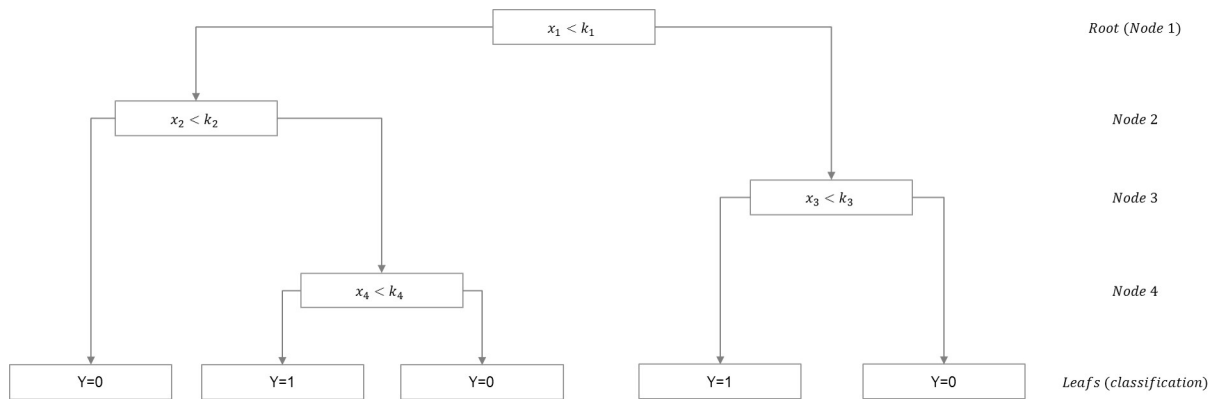 x₁ < k₁
Root (Node 1)
x₂ < k₂
Node 2
x₃ < k₃
Node 3
x₄ < k₄
Node 4
Y=0
Y=1
Y=0
Y=1
Y=0
Leafs (classification)